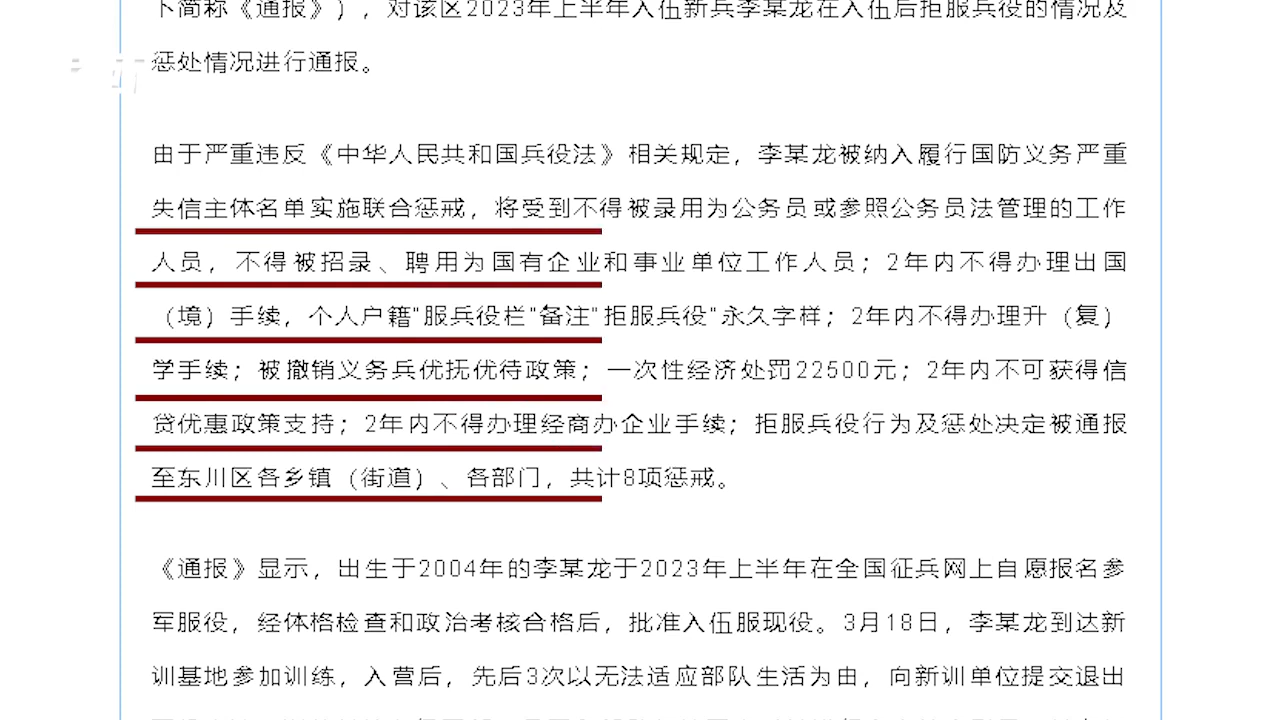 下简称《通报》），对该区2023年上半年入伍新兵李某龙在入伍后拒服兵役的情况及
惩处情况进行通报。
由于严重违反《中华人民共和国兵役法》相关规定，李某龙被纳入履行国防义务严重
失信主体名单实施联合惩戒，将受到不得被录用为公务员或参照公务员法管理的工作
人员，不得被招录、聘用为国有企业和事业单位工作人员；2年内不得办理出国
（境）手续，个人户籍"服兵役栏"备注"拒服兵役"永久字样；2年内不得办理升（复）
学手续；被撤销义务兵优抚优待政策；一次性经济处罚22500元；2年内不可获得信
贷优惠政策支持；2年内不得办理经商办企业手续；拒服兵役行为及惩处决定被通报
至东川区各乡镇（街道）、各部门，共计8项惩戒。
《通报》显示，出生于2004年的李某龙于2023年上半年在全国征兵网上自愿报名参
军服役，经体格检查和政治考核合格后，批准入伍服现役。3月18日，李某龙到达新
训基地参加训练，入营后，先后3次以无法适应部队生活为由，向新训单位提交退出